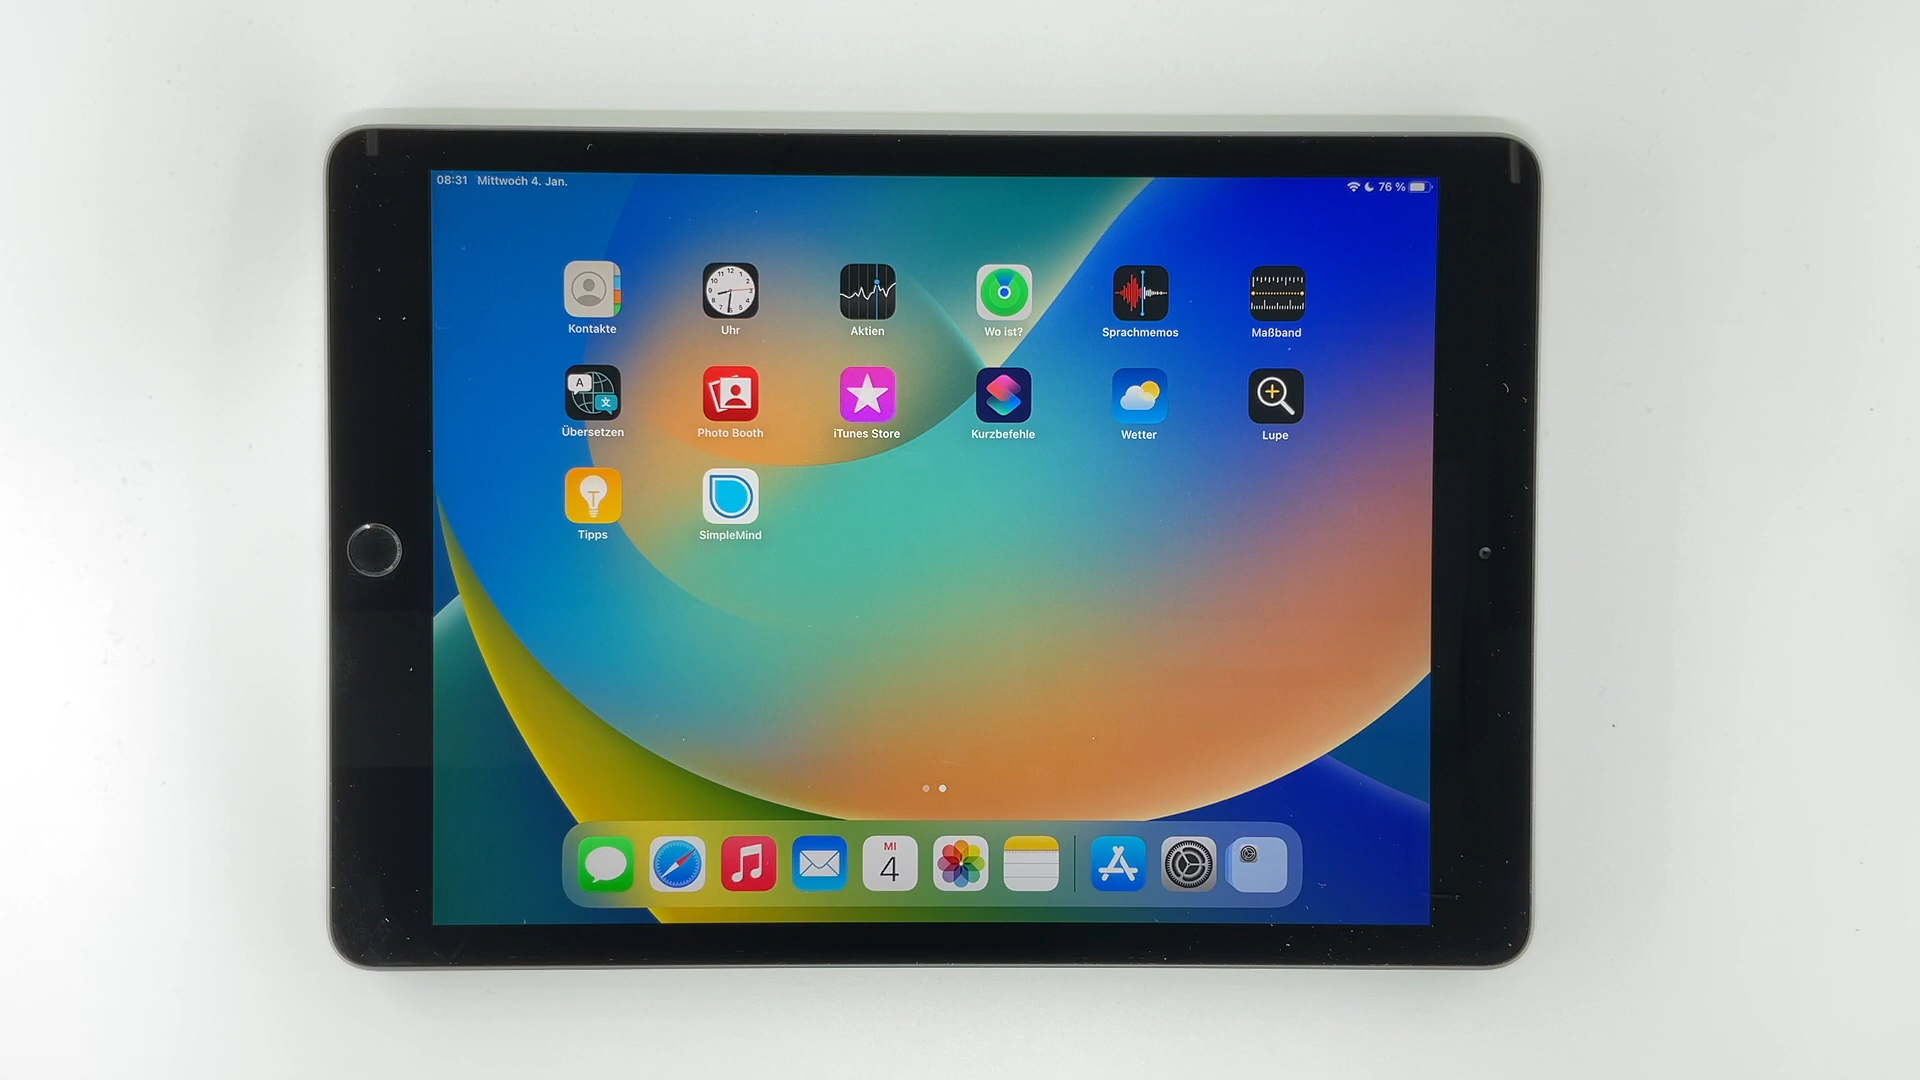 08:31 Mittwoch 4. Jan.
76 %
Kontakte
Uhr
Aktien
Wo ist?
Sprachmemos
Maßband
Übersetzen
Photo Booth
iTunes Store
Kurzbefehle
Wetter
Lupe
Tipps
SimpleMind
MI
4